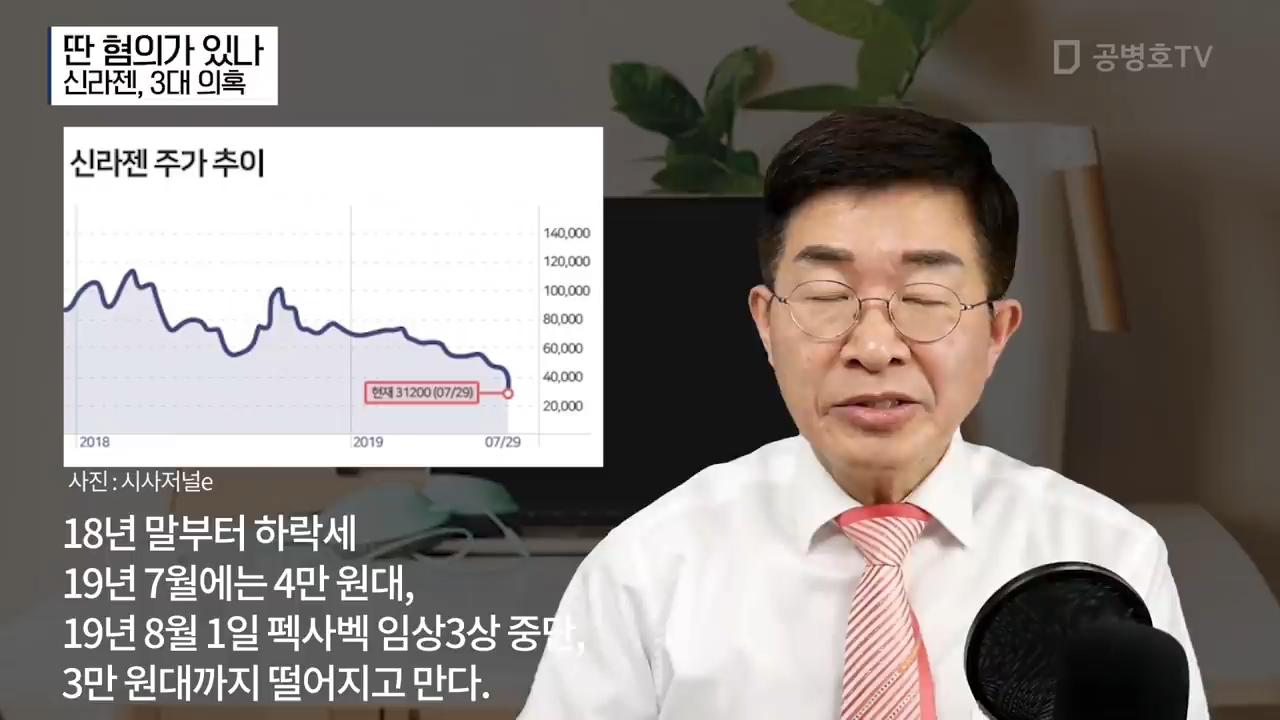 딴 혐의가 있나
신라젠, 3대 의혹
공병호TV
신라젠 주가 추이
140,000
120,000
100,000
80,000
60,000
40,000
20,000
현재 31200 (07/29)
2018
2019
07/29
사진 : 시사저널e
18년 말부터 하락세
19년 7월에는 4만 원대,
19년 8월 1일 펙사벡 임상3상 중단,
3만 원대까지 떨어지고 만다.